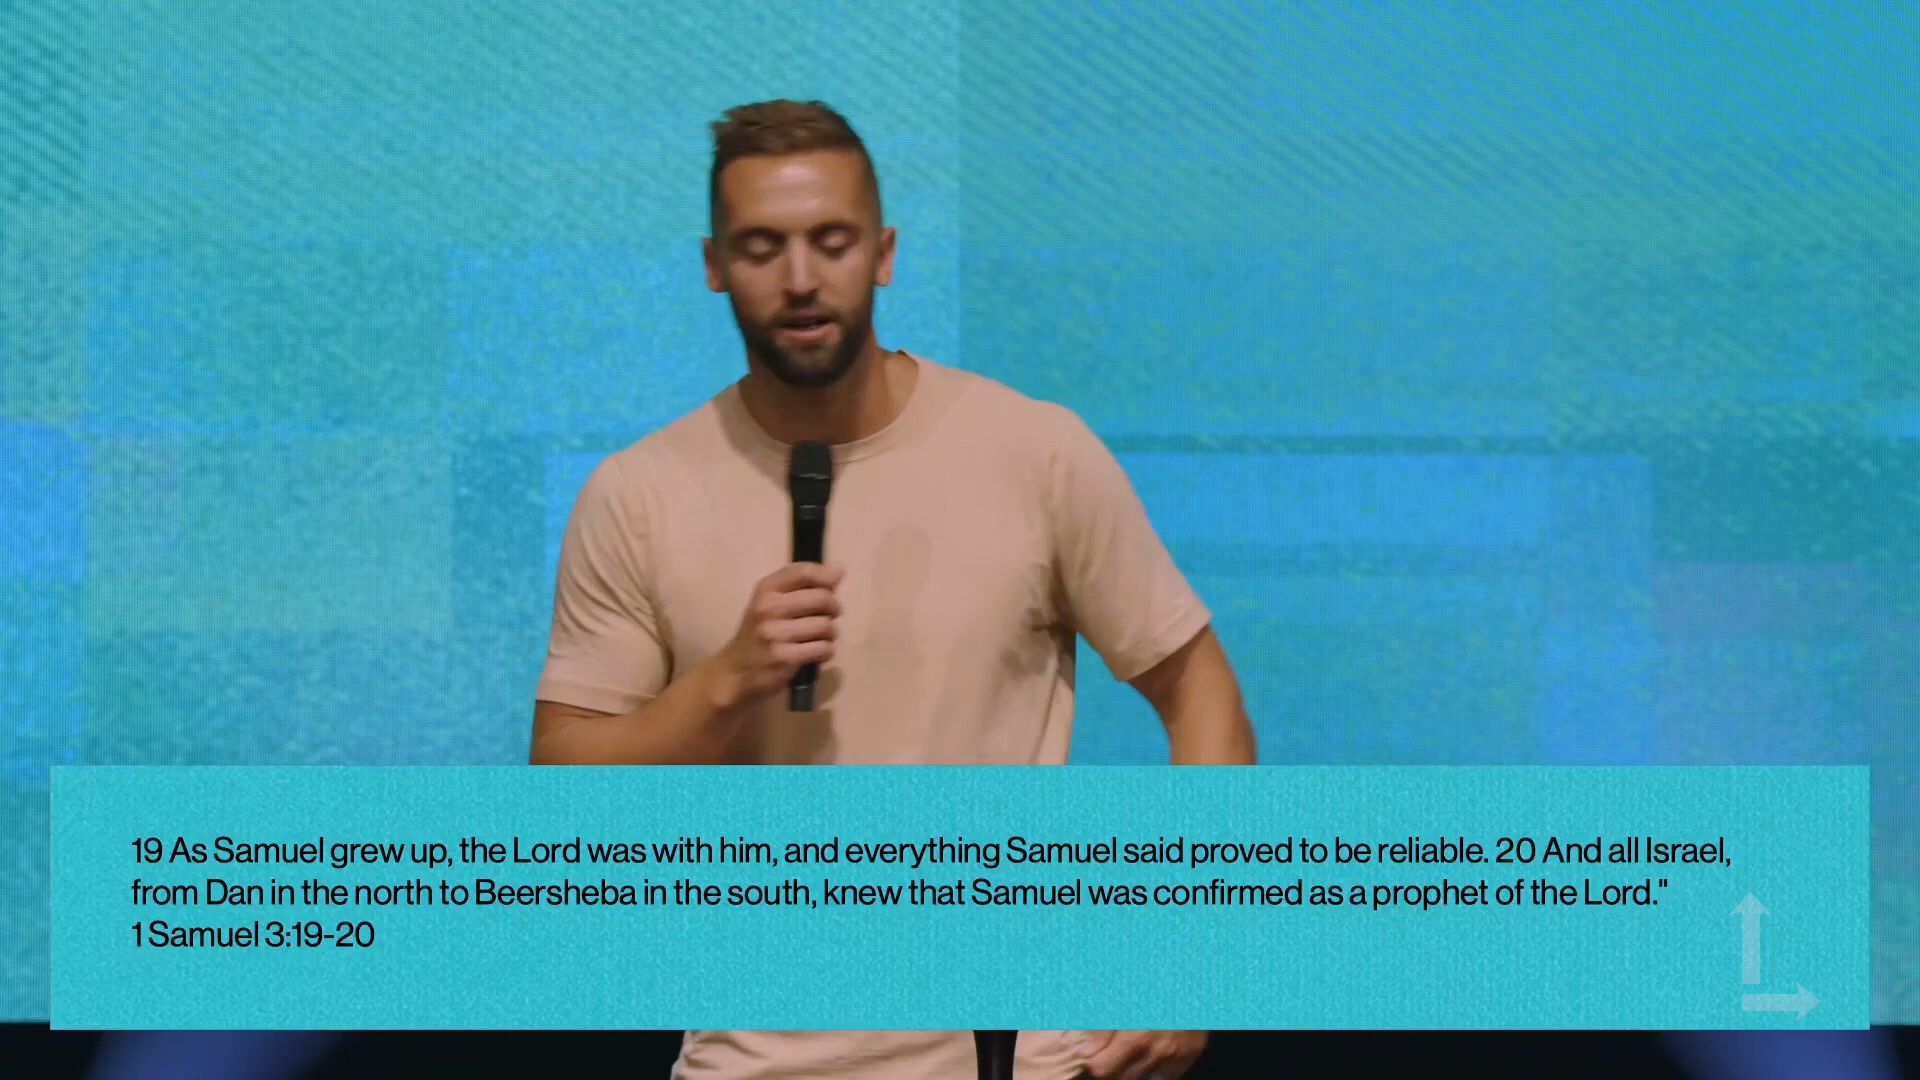 19 As Samuel grew up, the Lord was with him, and everything Samuel said proved to be reliable. 20 And all Israel,
from Dan in the north to Beersheba in the south, knew that Samuel was confirmed as a prophet of the Lord."
1 Samuel 3:19-20